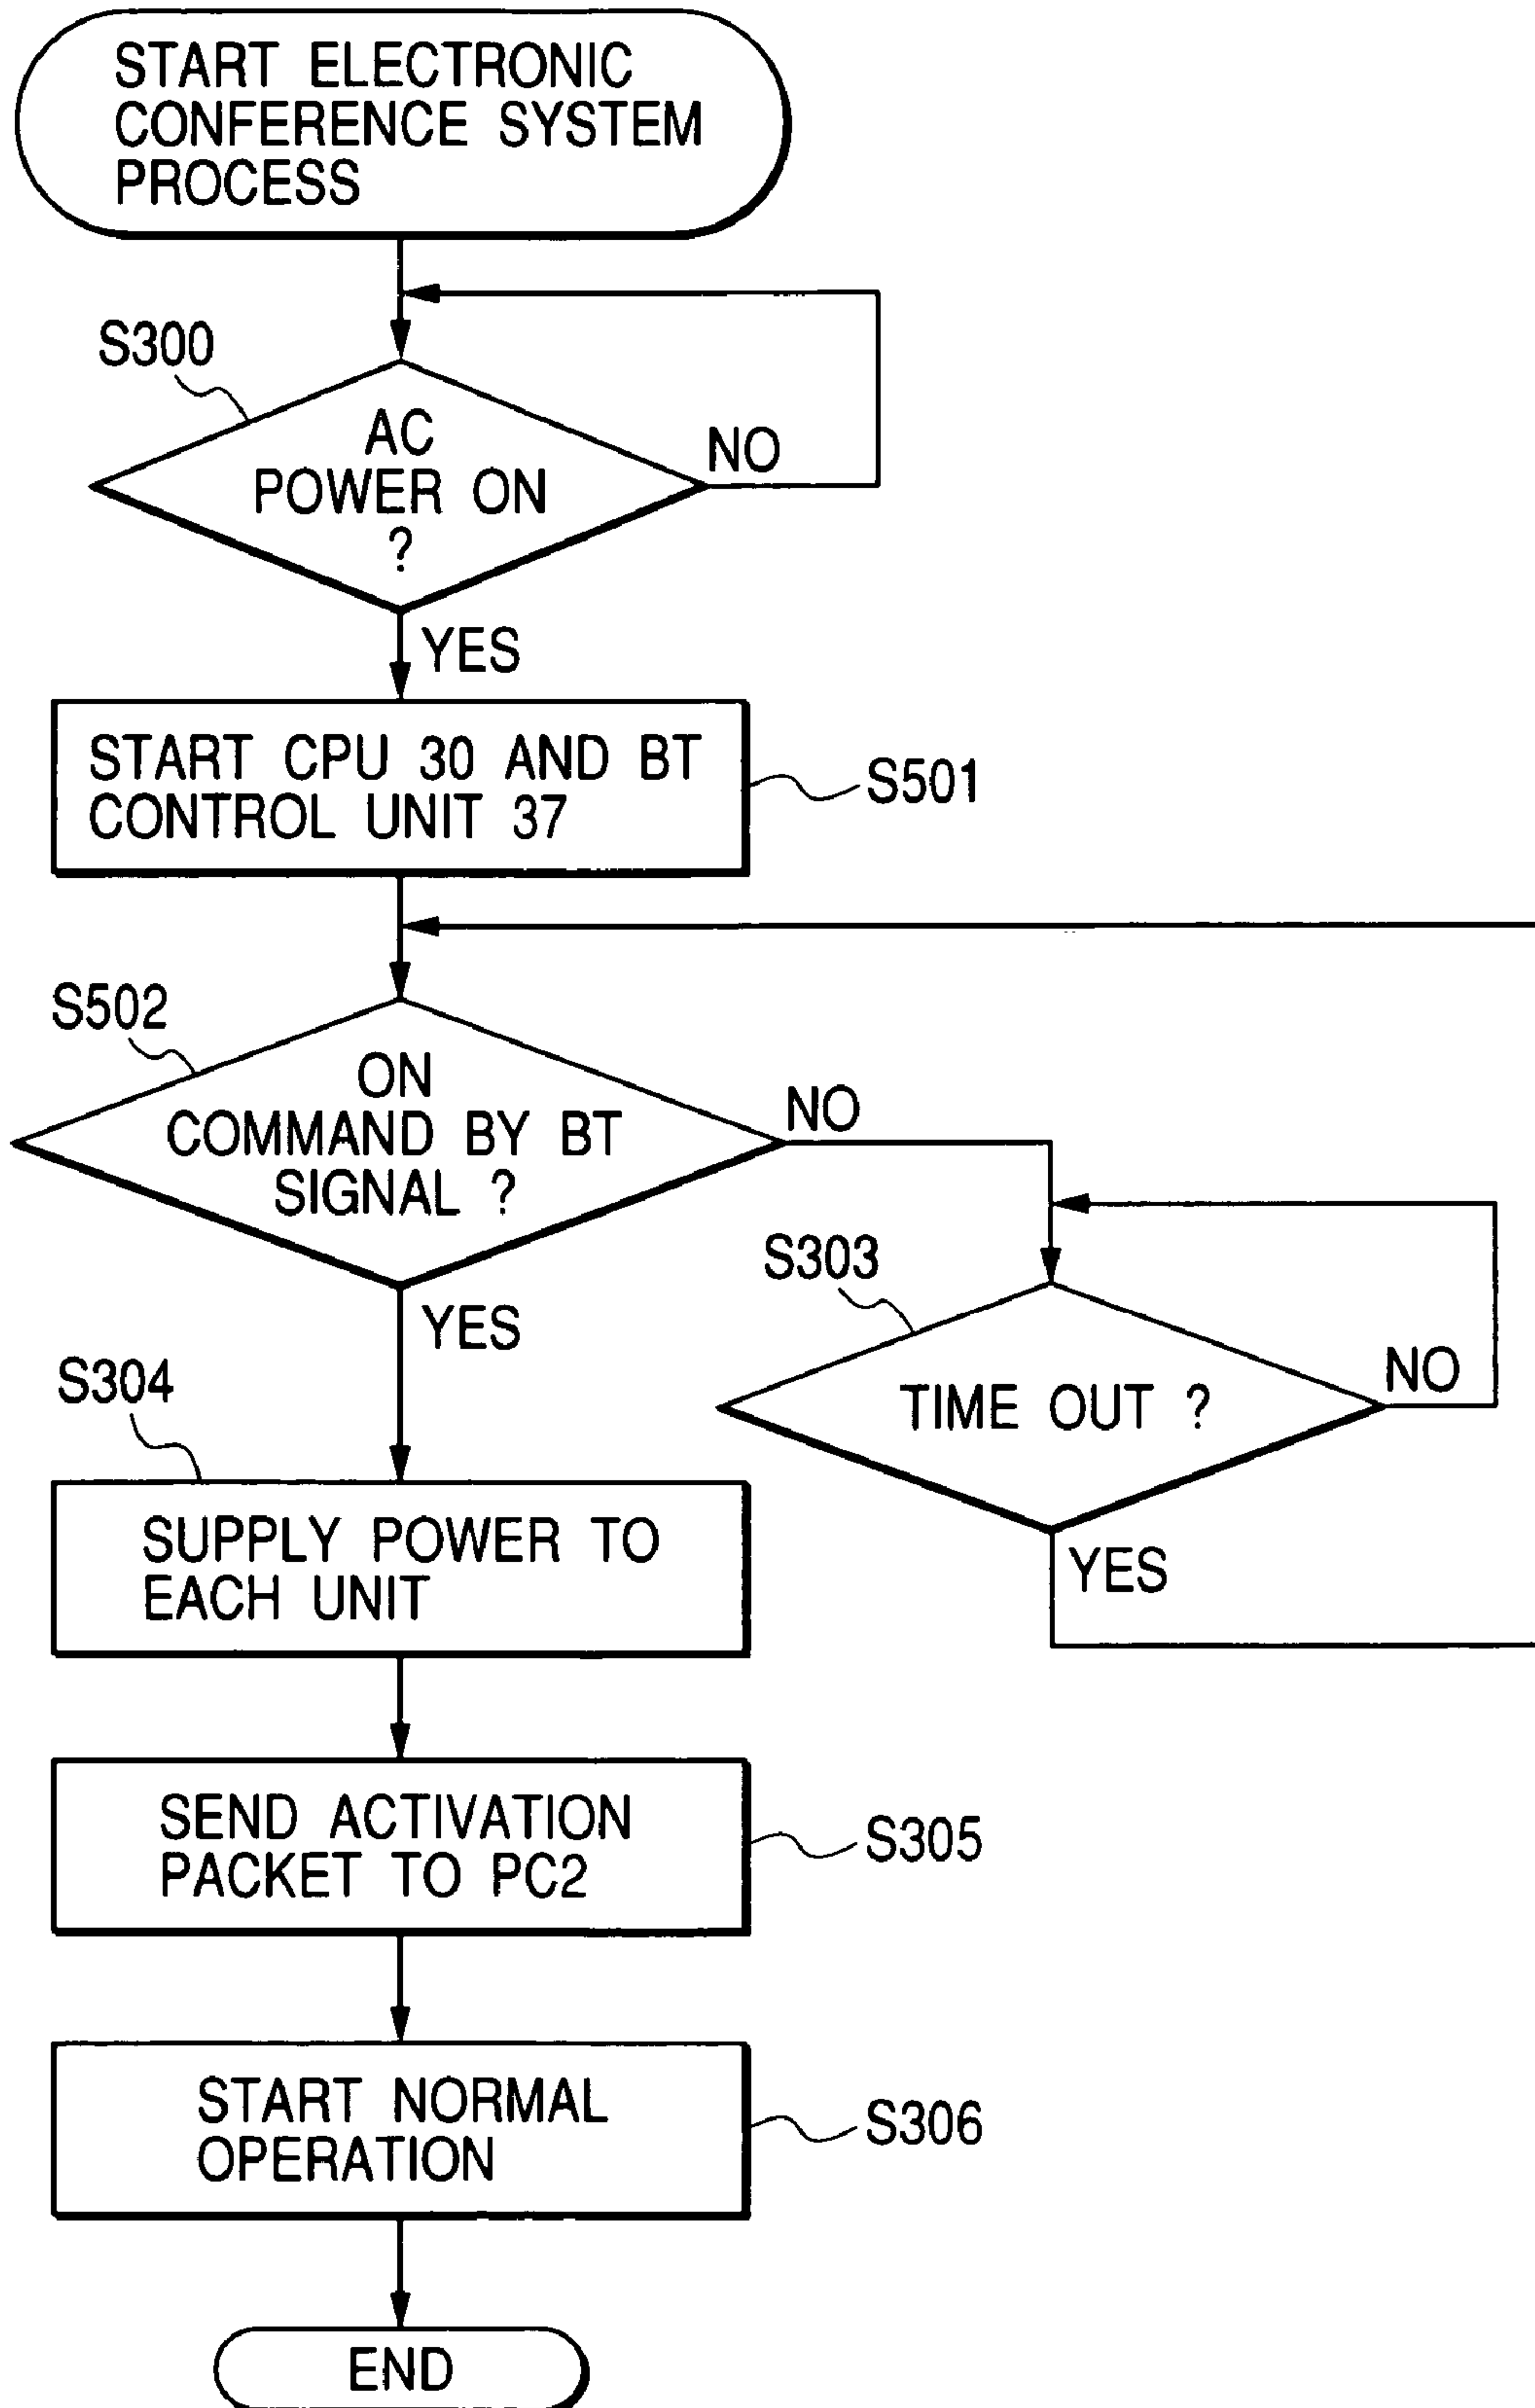 START ELECTRONIC
CONFERENCE SYSTEM
PROCESS
S300
AC
POWER ON
?
NO
YES
START CPU 30 AND BT
CONTROL UNIT 37
S501
S502
ON
COMMAND BY BT
SIGNAL ?
NO
YES
S303
TIME OUT ?
NO
YES
S304
SUPPLY POWER TO
EACH UNIT
SEND ACTIVATION
PACKET TO PC2
S305
START NORMAL
OPERATION
S306
END